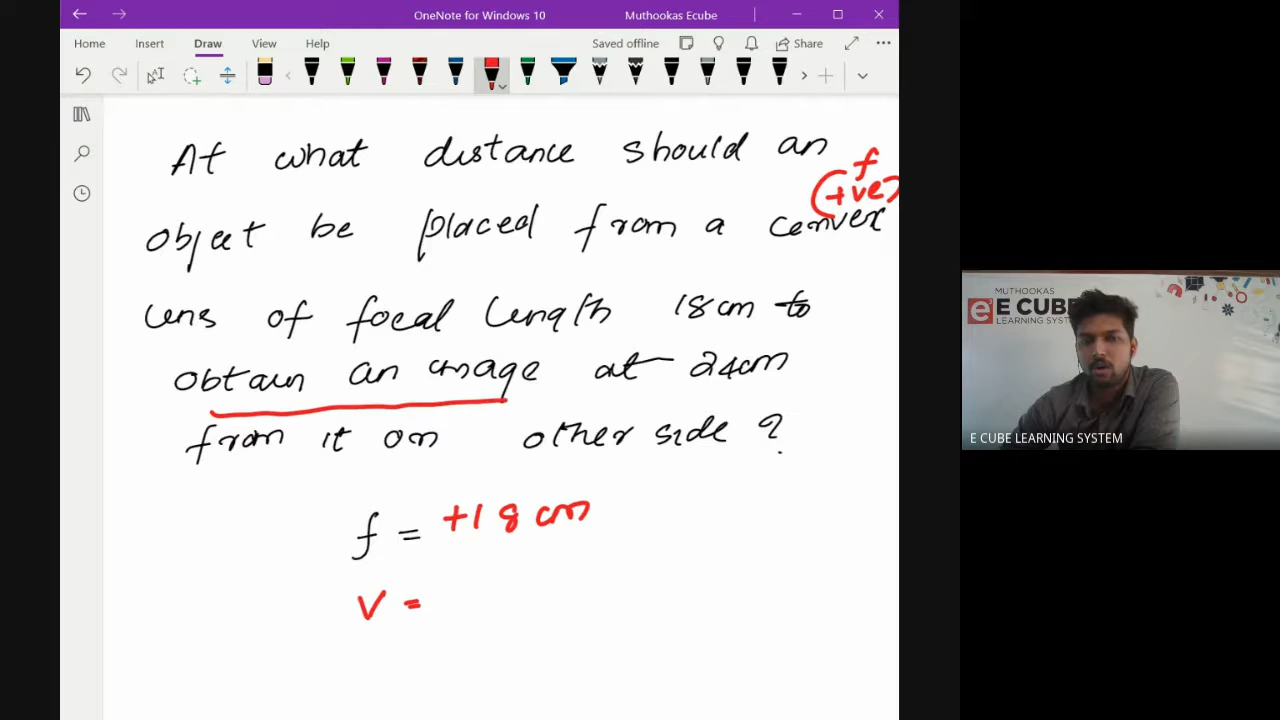 OneNote for Windows 10
Muthookas Ecube
Home Insert Draw View Help
Saved offline
Share
At what distance should an
f
(+ve)
object be placed from a convex
lens of focal length 18cm to
obtain an image at 24cm
from it on other side ?
f = +18 cm
v =
MUTHOOKAS
e E CUBE
LEARNING SYST
E CUBE LEARNING SYSTEM